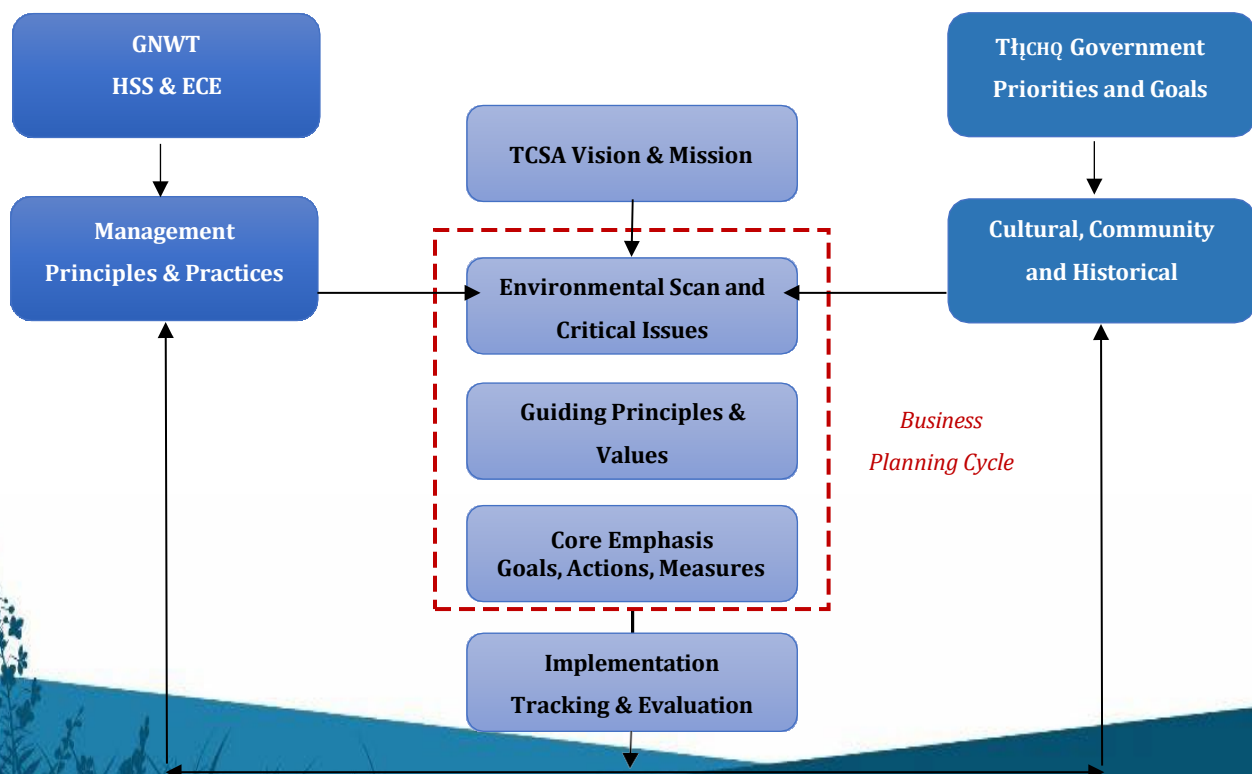 GNWT
HSS & ECE
Tłı̨chǫ Government
Priorities and Goals
TCSA Vision & Mission
Management
Principles & Practices
Cultural, Community
and Historical
Environmental Scan and
Critical Issues
Guiding Principles &
Values
Business
Planning Cycle
Core Emphasis
Goals, Actions, Measures
Implementation
Tracking & Evaluation